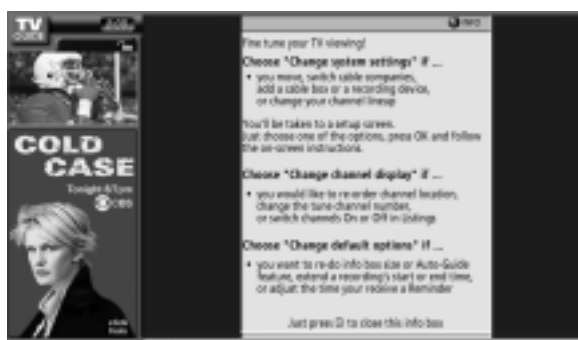 TV
GUIDE
INFO
Fine tune your TV viewing!
Choose "Change system settings" if ...
• you move, switch cable companies,
add a cable box or a recording device,
or change your channel lineup
You'll be taken to a setup screen.
Just choose one of the options, press OK and follow
the on-screen instructions.
Choose "Change channel display" if ...
• you would like to re-order channel location,
change the tune-channel number,
or switch channels On or Off in Listings
Choose "Change default options" if ...
• you want to re-do info box size or Auto-Guide
feature, extend a recording's start or end time,
or adjust the time your receive a Reminder
Just press to close this info box
COLD
CASE
Tonight 8/7pm
CBS